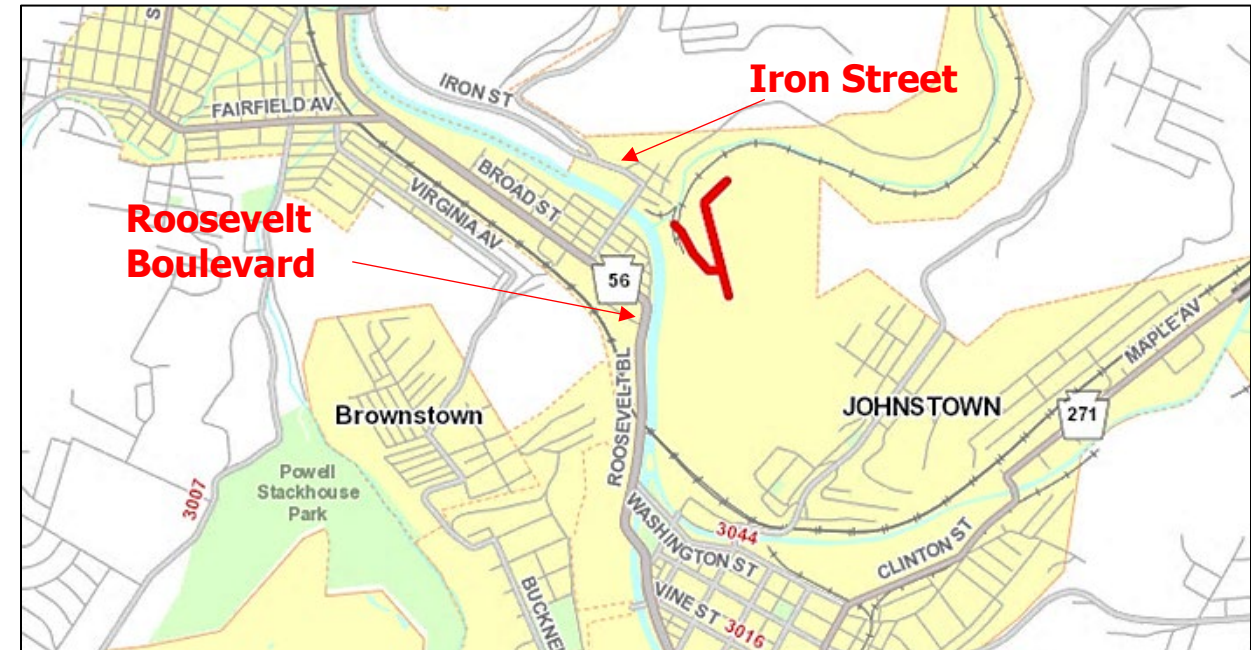 S
IRON ST
Iron Street
FAIRFIELD AV
BROAD ST
VIRGINIA AV
Roosevelt
Boulevard
56
MAPLE AV
ROOSEVELT BL
Brownstown
JOHNSTOWN
271
Powell
Stackhouse
Park
3007
WASHINGTON ST
3044
CLINTON ST
BUCKNE
VINE ST
3016